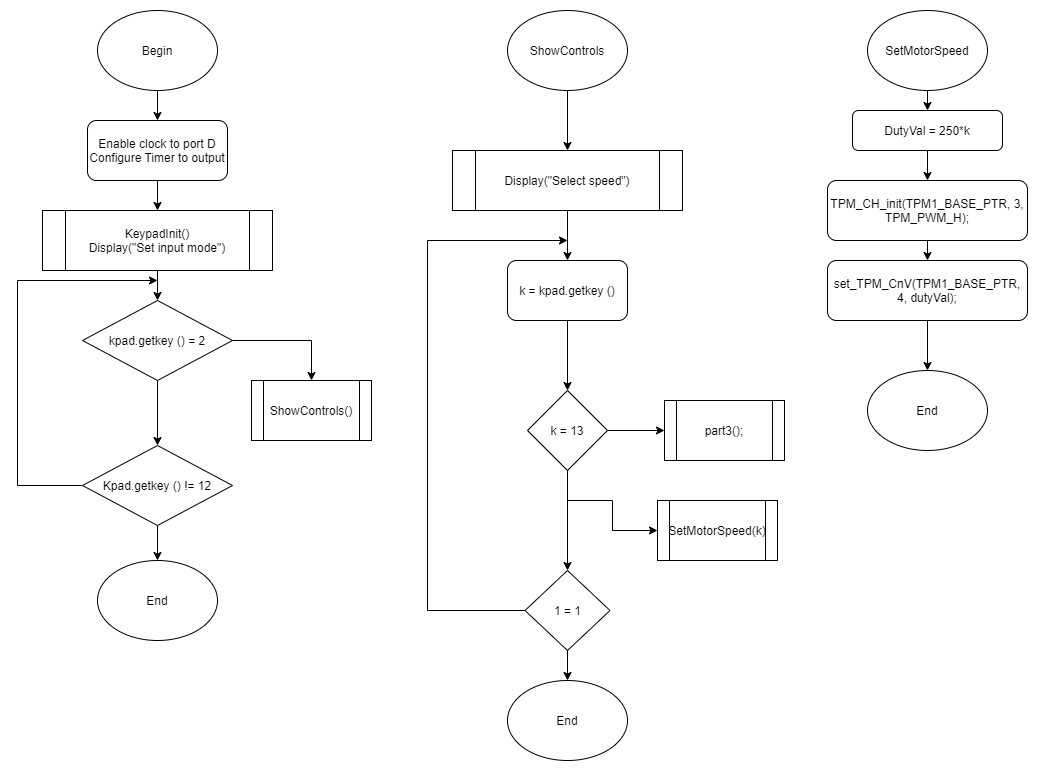 Begin
Enable clock to port D
Configure Timer to output
KeypadInit()
Display("Set input mode")
kpad.getkey () = 2
ShowControls()
Kpad.getkey () != 12
End
ShowControls
Display("Select speed")
k = kpad.getkey ()
k = 13
part3();
SetMotorSpeed(k)
1 = 1
End
SetMotorSpeed
DutyVal = 250*k
TPM_CH_init(TPM1_BASE_PTR, 3,
TPM_PWM_H);
set_TPM_CnV(TPM1_BASE_PTR,
4, dutyVal);
End